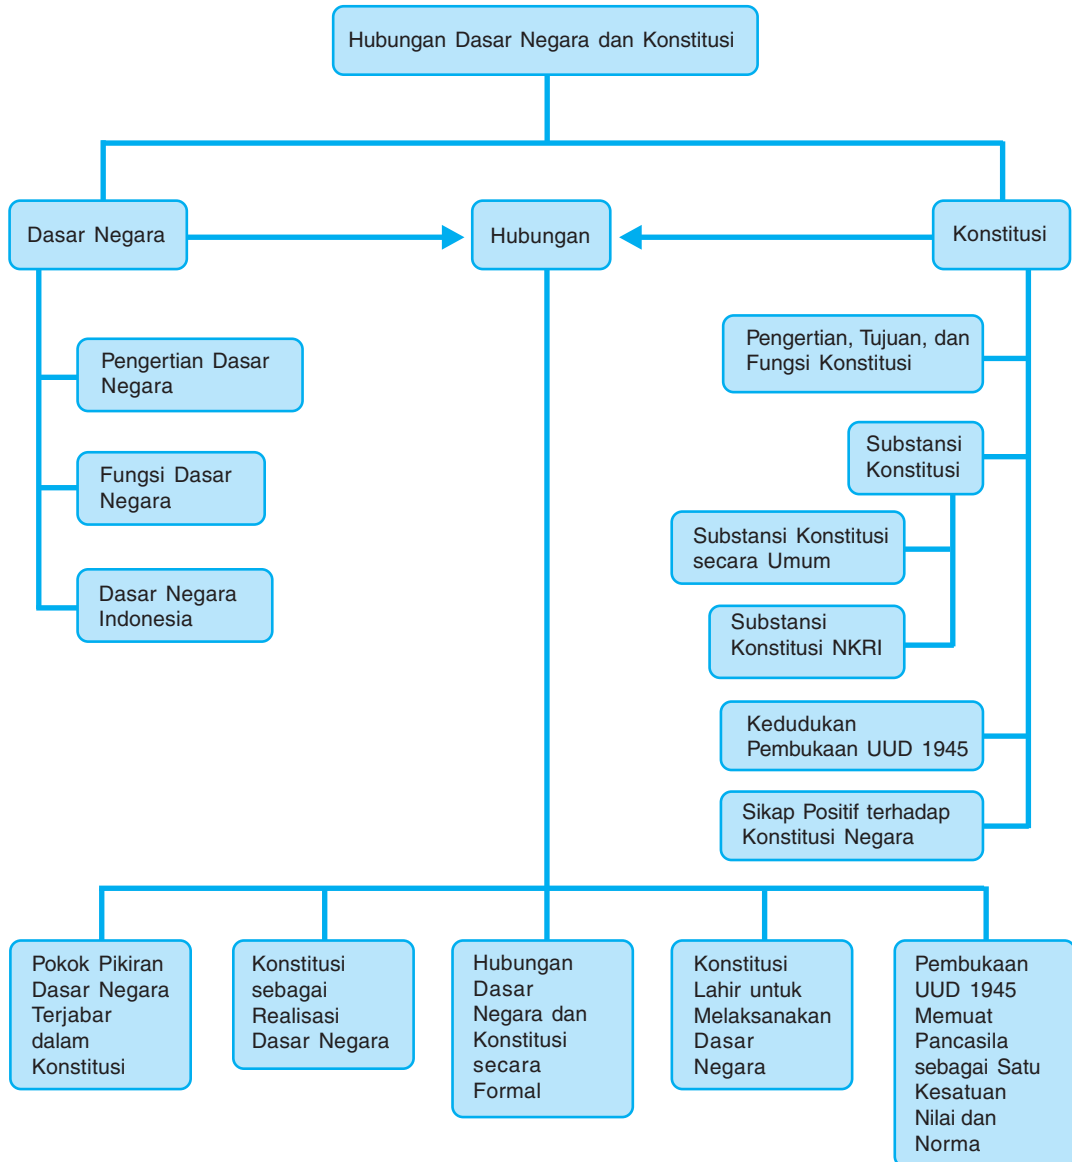 Hubungan Dasar Negara dan Konstitusi
Dasar Negara
Hubungan
Konstitusi
Pengertian Dasar
Negara
Fungsi Dasar
Negara
Dasar Negara
Indonesia
Pengertian, Tujuan, dan
Fungsi Konstitusi
Substansi
Konstitusi
Substansi Konstitusi
secara Umum
Substansi
Konstitusi NKRI
Kedudukan
Pembukaan UUD 1945
Sikap Positif terhadap
Konstitusi Negara
Pokok Pikiran
Dasar Negara
Terjabar
dalam
Konstitusi
Konstitusi
sebagai
Realisasi
Dasar Negara
Hubungan
Dasar
Negara dan
Konstitusi
secara
Formal
Konstitusi
Lahir untuk
Melaksanakan
Dasar
Negara
Pembukaan
UUD 1945
Memuat
Pancasila
sebagai Satu
Kesatuan
Nilai dan
Norma